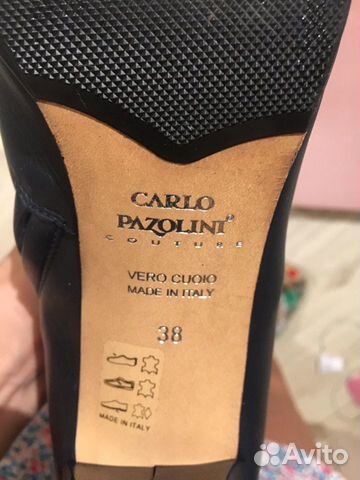 CARLO
PAZOLINI®
COUTURE
VERO CUOIO
MADE IN ITALY
38
MADE IN ITALY
Avito